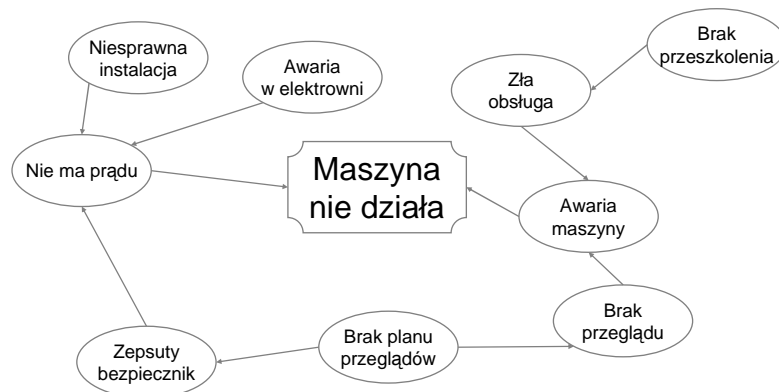 Niesprawna
instalacja
Awaria
w elektrowni
Zła
obsługa
Brak
przeszkolenia
Nie ma prądu
Maszyna
nie działa
Awaria
maszyny
Zepsuty
bezpiecznik
Brak planu
przeglądów
Brak
przeglądu